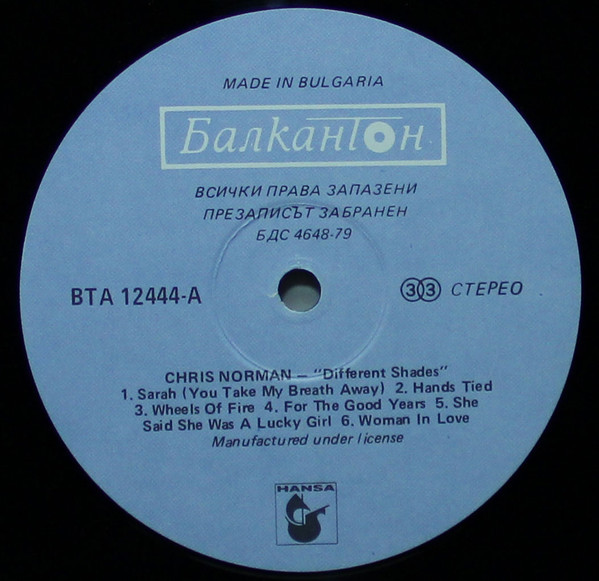 MADE IN BULGARIA
Балкантон
ВСИЧКИ ПРАВА ЗАПАЗЕНИ
ПРЕЗАПИСЪТ ЗАБРАНЕН
БДС 4648-79
ВТА 12444-А
33 СТЕРЕО
CHRIS NORMAN – "Different Shades"
1. Sarah (You Take My Breath Away) 2. Hands Tied
3. Wheels Of Fire 4. For The Good Years 5. She
Said She Was A Lucky Girl 6. Woman In Love
Manufactured under license
HANSA